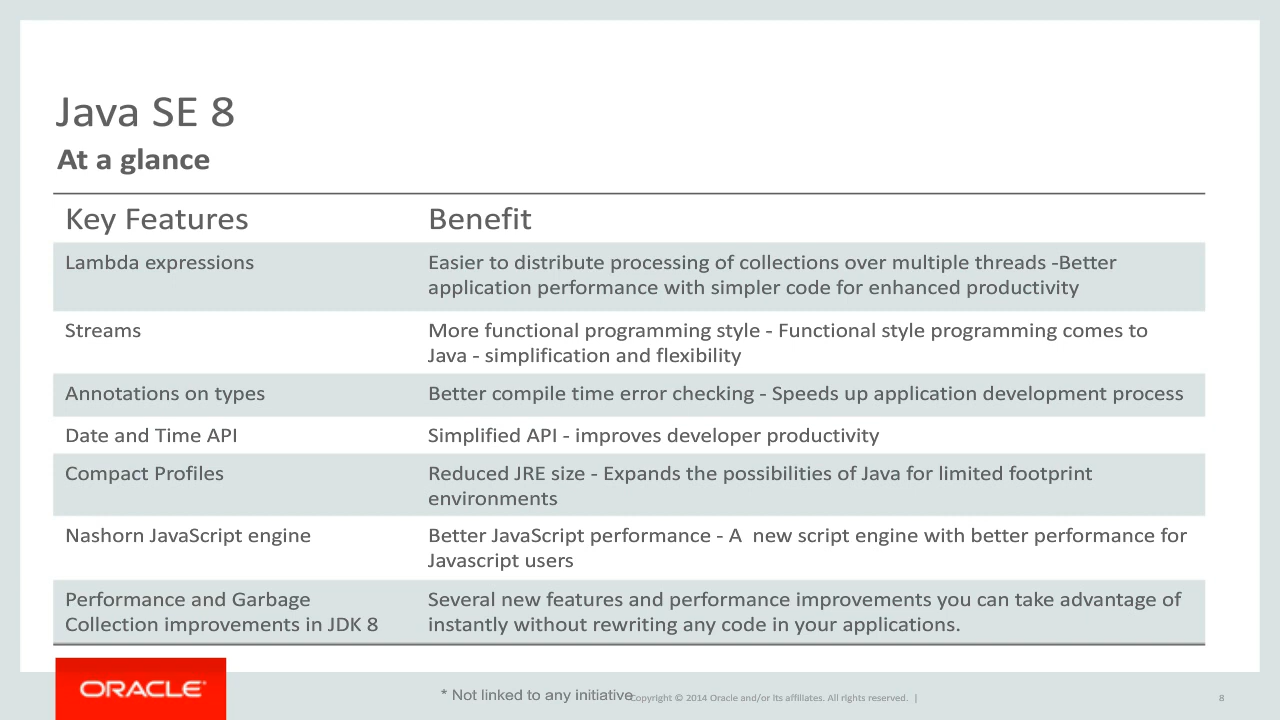 Java SE 8
At a glance
Key Features Benefit
Lambda expressions Easier to distribute processing of collections over multiple threads -Better
application performance with simpler code for enhanced productivity
Streams More functional programming style - Functional style programming comes to
Java - simplification and flexibility
Annotations on types Better compile time error checking - Speeds up application development process
Date and Time API Simplified API - improves developer productivity
Compact Profiles Reduced JRE size - Expands the possibilities of Java for limited footprint
environments
Nashorn JavaScript engine Better JavaScript performance - A new script engine with better performance for
Javascript users
Performance and Garbage Several new features and performance improvements you can take advantage of
Collection improvements in JDK 8 instantly without rewriting any code in your applications.
ORACLE®
* Not linked to any initiative Copyright © 2014 Oracle and/or its affiliates. All rights reserved. | 8